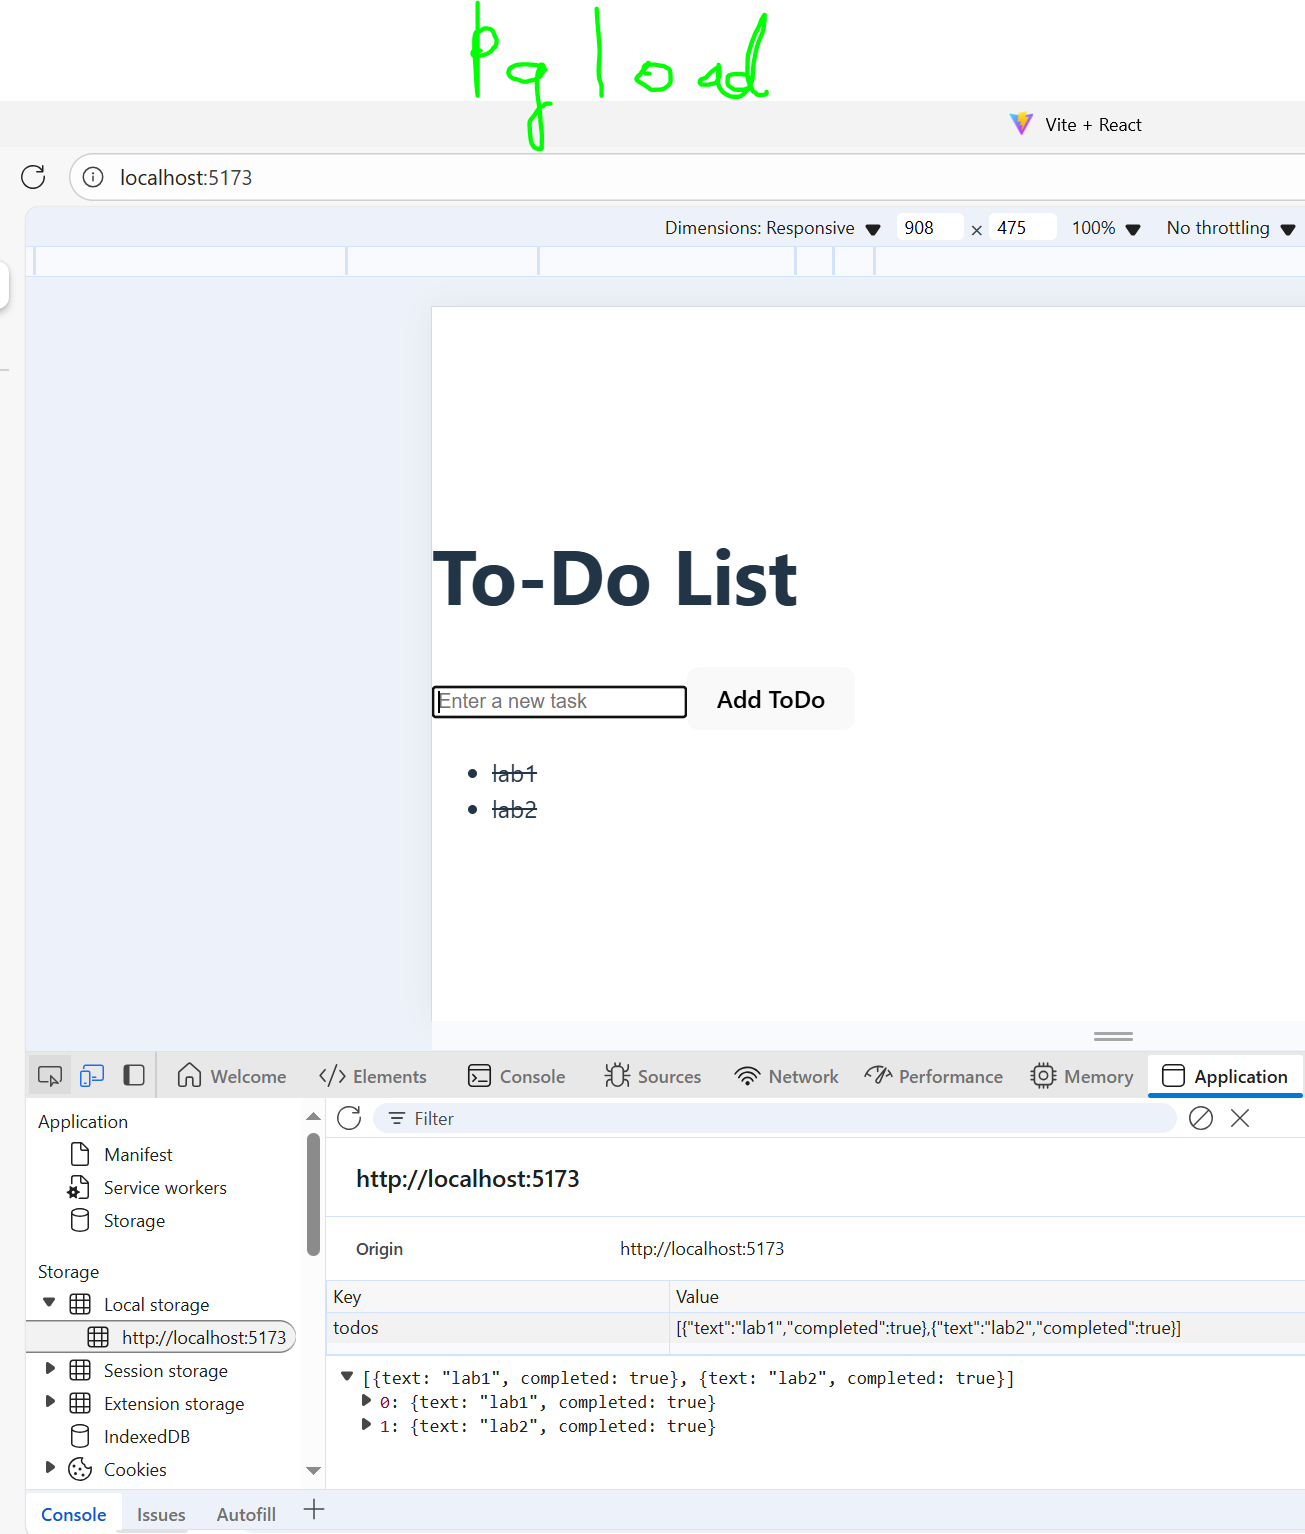 Pg load
Vite + React
localhost:5173
Dimensions: Responsive 908 × 475 100% No throttling
To-Do List
Enter a new task Add ToDo
lab1
lab2
Welcome Elements Console Sources Network Performance Memory Application
Application
Manifest
Service workers
Storage
Storage
Local storage
http://localhost:5173
Session storage
Extension storage
IndexedDB
Cookies
Filter
http://localhost:5173
Origin http://localhost:5173
Key Value
todos [{"text":"lab1","completed":true},{"text":"lab2","completed":true}]
[{text: "lab1", completed: true}, {text: "lab2", completed: true}]
0: {text: "lab1", completed: true}
1: {text: "lab2", completed: true}
Console Issues Autofill